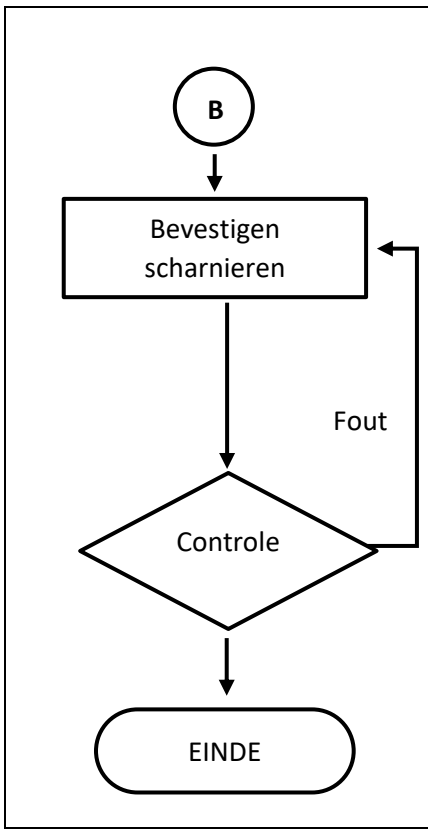 B
Bevestigen
scharnieren
Fout
Controle
EINDE